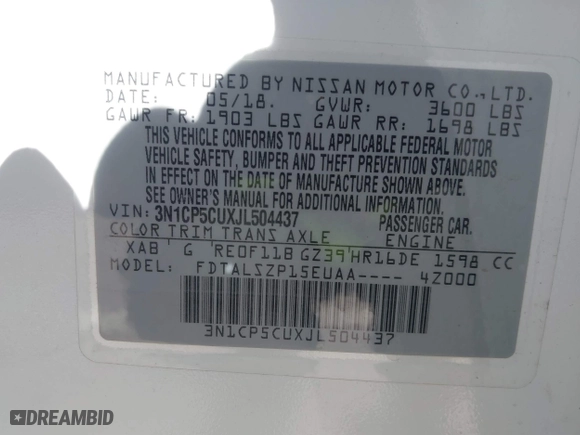 MANUFACTURED BY NISSAN MOTOR CO., LTD.
DATE: 05/18. GVWR: 3600 LBS
GAWR FR: 1903 LBS GAWR RR: 1698 LBS
THIS VEHICLE CONFORMS TO ALL APPLICABLE FEDERAL MOTOR
VEHICLE SAFETY, BUMPER AND THEFT PREVENTION STANDARDS
IN EFFECT ON THE DATE OF MANUFACTURE SHOWN ABOVE.
SEE OWNER'S MANUAL FOR ADDITIONAL INFORMATION.
VIN: 3N1CP5CUXJL504437 PASSENGER CAR.
COLOR TRIM TRANS AXLE ENGINE
XAB G RE0F11B GZ39 HR16DE 1598 CC
MODEL: FDTALSZP15EUAA---- 4Z000
3N1CP5CUXJL504437
DREAMBID